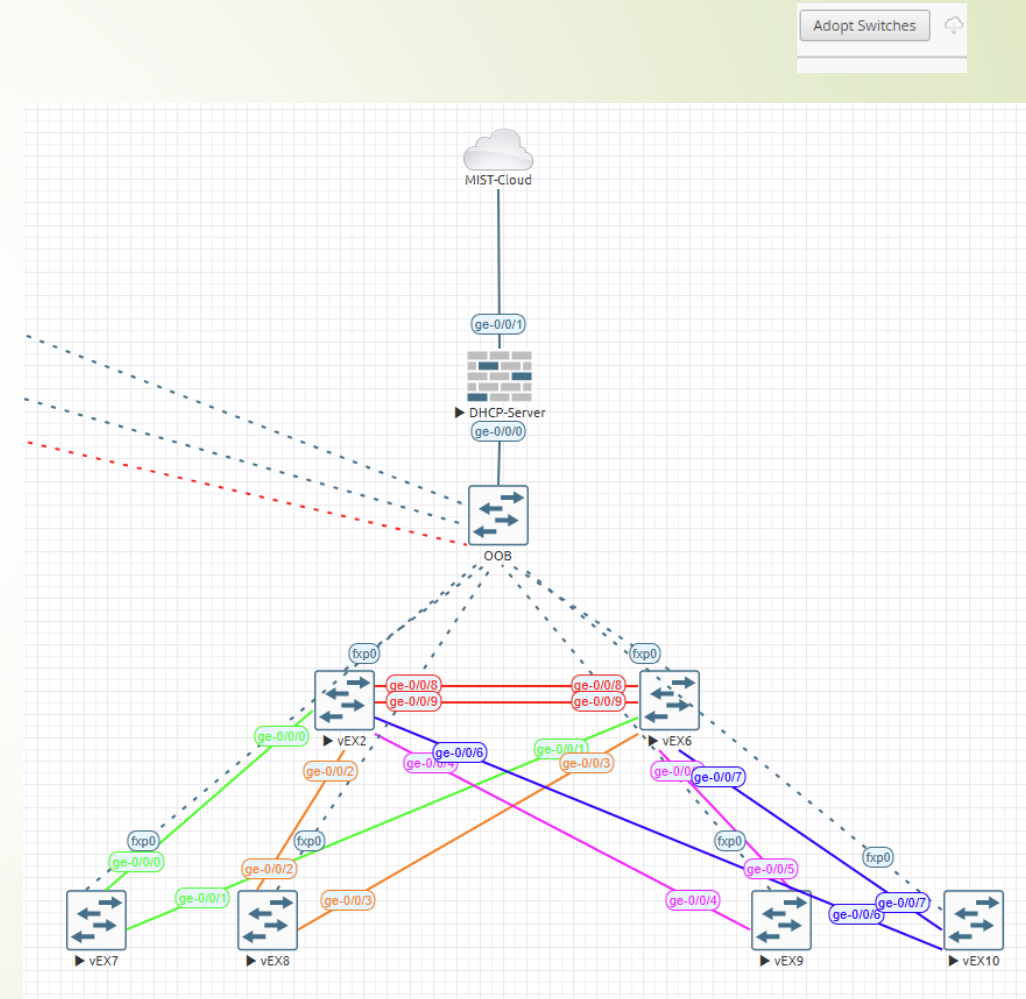 Adopt Switches
MIST-Cloud
ge-0/0/1
DHCP-Server
ge-0/0/0
OOB
fxp0
fxp0
ge-0/0/8
ge-0/0/8
ge-0/0/9
ge-0/0/9
vEX2
vEX6
ge-0/0/0
ge-0/0/6
ge-0/0/1
ge-0/0/4
ge-0/0/3
ge-0/0/2
ge-0/0/7
fxp0
fxp0
fxp0
fxp0
ge-0/0/0
ge-0/0/2
ge-0/0/5
ge-0/0/1
ge-0/0/3
ge-0/0/4
ge-0/0/7
ge-0/0/6
vEX7
vEX8
vEX9
vEX10